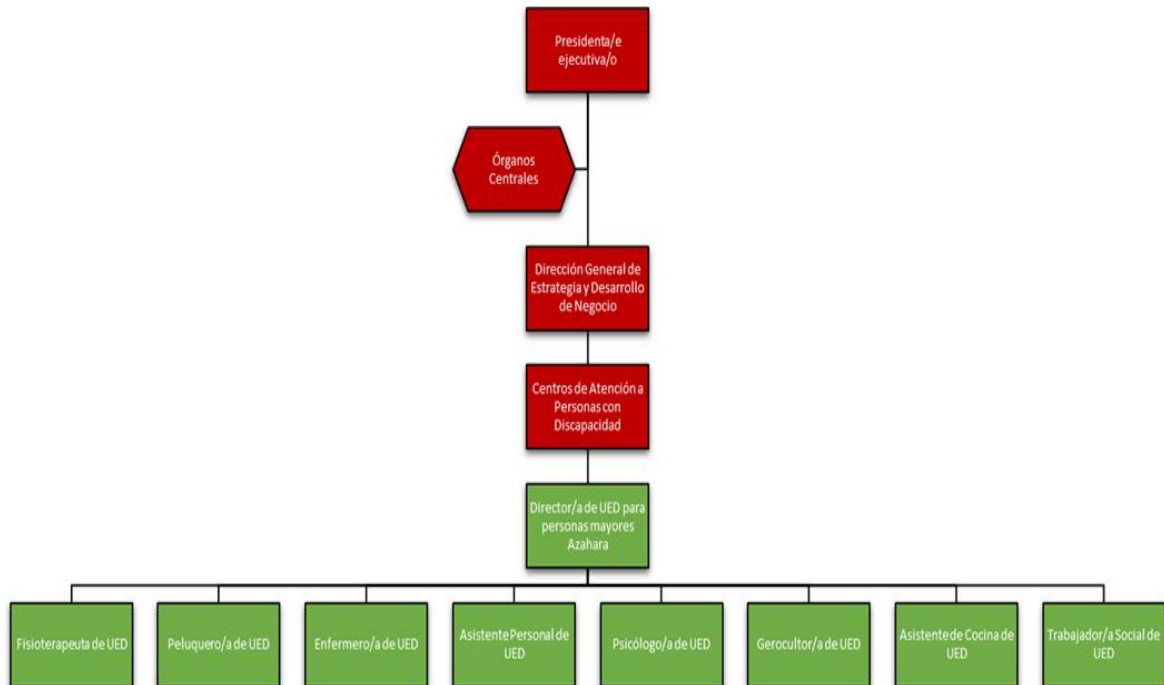 Presidenta/e
ejecutiva/o
Órganos
Centrales
Dirección General de
Estrategia y Desarrollo
de Negocio
Centros de Atención a
Personas con
Discapacidad
Director/a de UED para
personas mayores
Azahara
Fisioterapeuta de UED
Peluquero/a de UED
Enfermero/a de UED
Asistente Personal de
UED
Psicólogo/a de UED
Gerocultor/a de UED
Asistente de Cocina de
UED
Trabajador/a Social de
UED